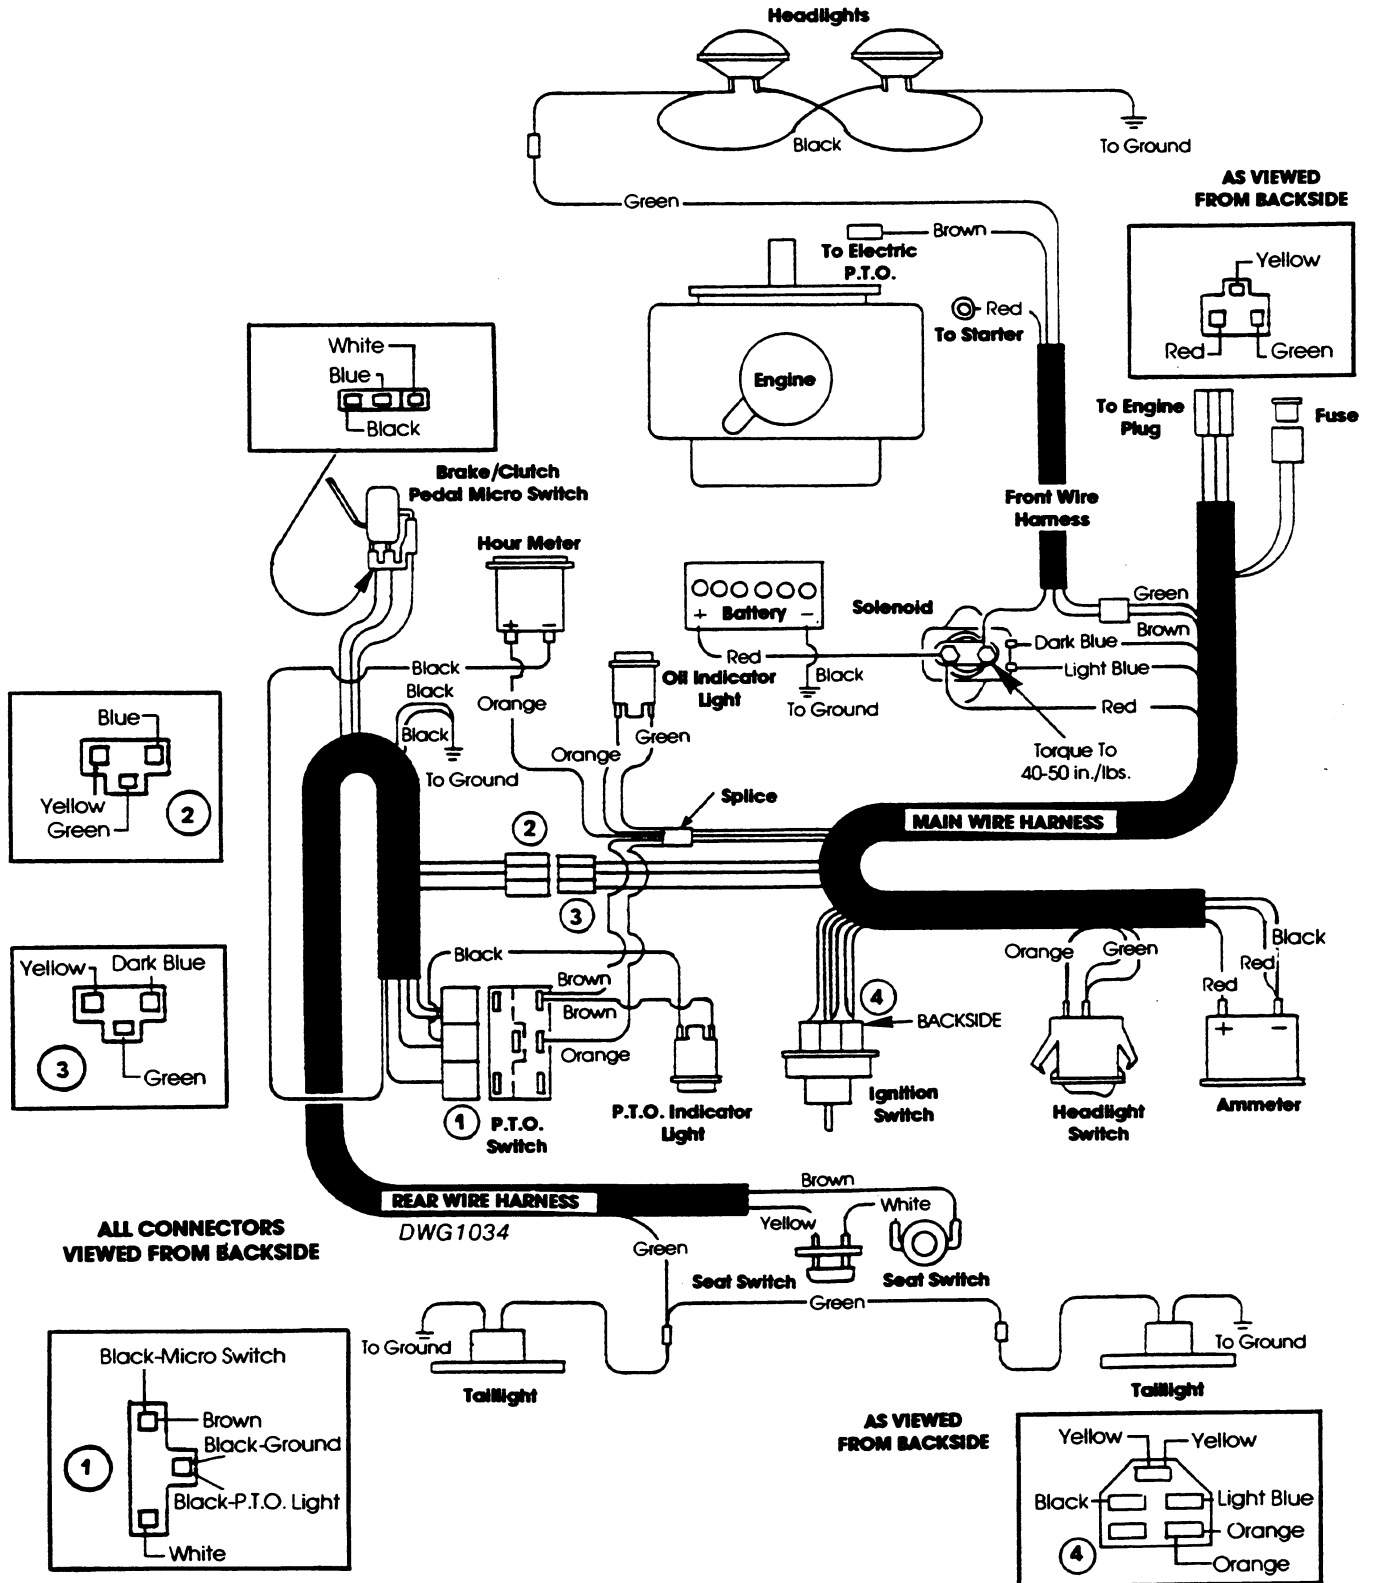 Headlights
Black
To Ground
AS VIEWED
FROM BACKSIDE
Green
Brown
To Electric
P.T.O.
Yellow
Red
To Starter
Red
Green
White
Blue
Black
Engine
To Engine
Plug
Fuse
Brake/Clutch
Pedal Micro Switch
Front Wire
Harness
Hour Meter
+
−
+
Battery
−
Solenoid
Green
Brown
Dark Blue
Light Blue
Red
Black
Black
Black
Orange
Red
Oil Indicator
Light
Black
To Ground
Torque To
40-50 in./lbs.
Blue
Yellow
Green
2
To Ground
Orange
Green
Splice
MAIN WIRE HARNESS
2
3
Yellow
Dark Blue
Green
3
Black
Brown
Brown
Orange
1
P.T.O.
Switch
P.T.O. Indicator
Light
4
BACKSIDE
Ignition
Switch
Orange
Green
Headlight
Switch
Black
Red
Red
+
−
Ammeter
REAR WIRE HARNESS
DWG1034
Brown
White
Yellow
Green
Seat Switch
Seat Switch
ALL CONNECTORS
VIEWED FROM BACKSIDE
Green
To Ground
Taillight
To Ground
Taillight
Black-Micro Switch
Brown
Black-Ground
1
Black-P.T.O. Light
White
AS VIEWED
FROM BACKSIDE
Yellow
Yellow
Black
Light Blue
Orange
4
Orange